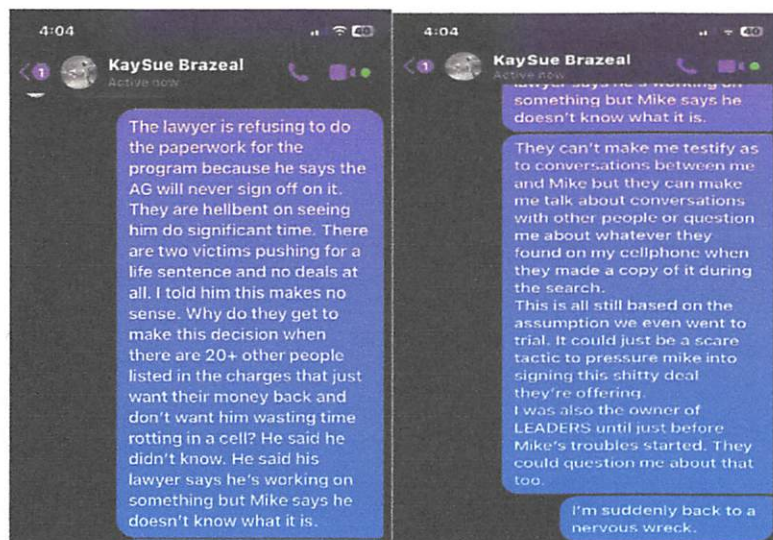 4:04
40
1
KaySue Brazeal
Active now
The lawyer is refusing to do
the paperwork for the
program because he says the
AG will never sign off on it.
They are hellbent on seeing
him do significant time. There
are two victims pushing for a
life sentence and no deals at
all. I told him this makes no
sense. Why do they get to
make this decision when
there are 20+ other people
listed in the charges that just
want their money back and
don't want him wasting time
rotting in a cell? He said he
didn't know. He said his
lawyer says he's working on
something but Mike says he
doesn't know what it is.
4:04
40
1
KaySue Brazeal
Active now
lawyer says he's working on
something but Mike says he
doesn't know what it is.
They can't make me testify as
to conversations between me
and Mike but they can make
me talk about conversations
with other people or question
me about whatever they
found on my cellphone when
they made a copy of it during
the search.
This is all still based on the
assumption we even went to
trial. It could just be a scare
tactic to pressure mike into
signing this shitty deal
they're offering.
I was also the owner of
LEADERS until just before
Mike's troubles started. They
could question me about that
too.
I'm suddenly back to a
nervous wreck.